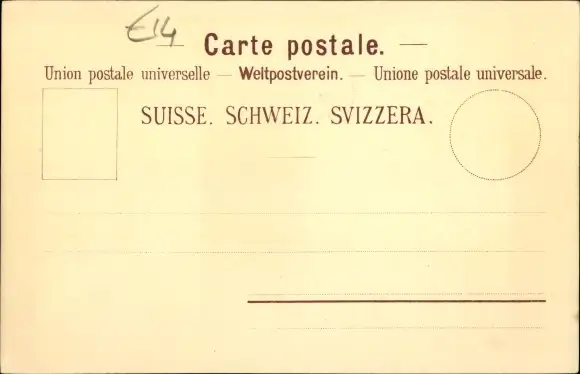 E14
— Carte postale. —
Union postale universelle — Weltpostverein. — Unione postale universale.
SUISSE. SCHWEIZ. SVIZZERA.